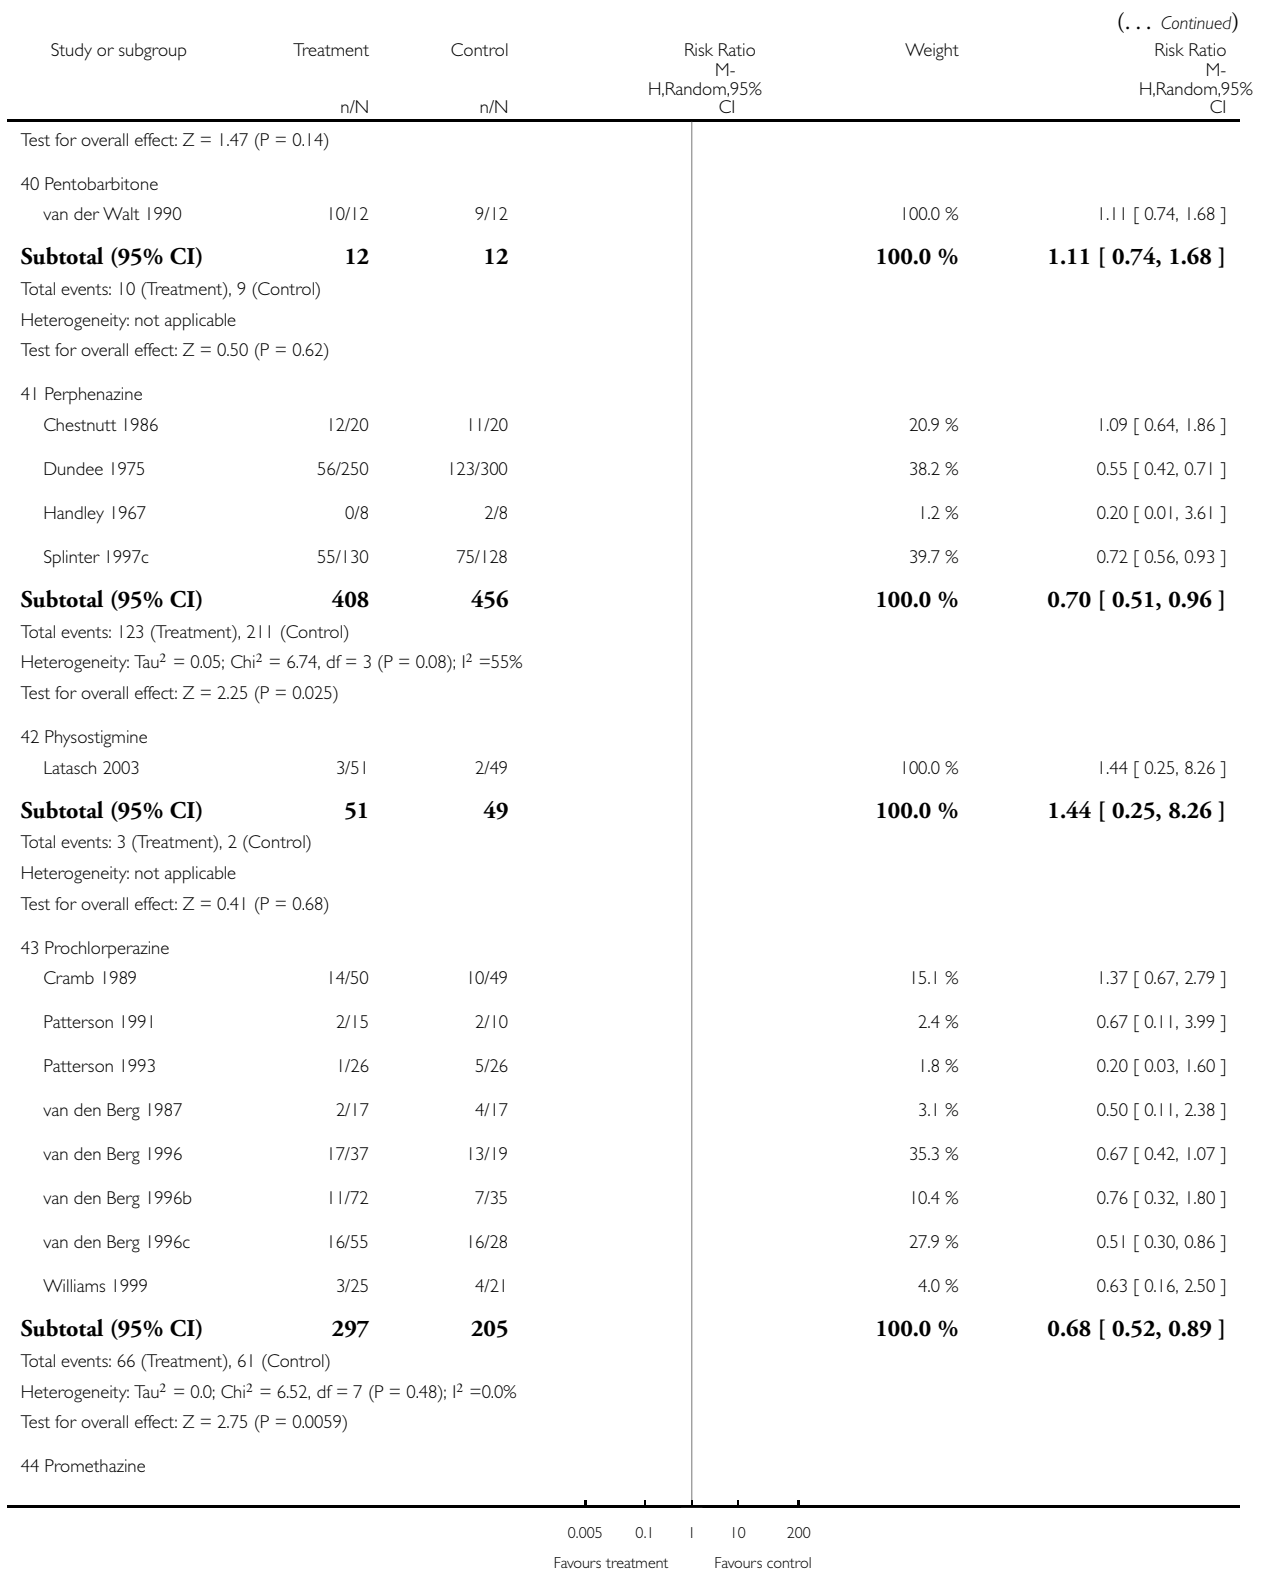 (. . . Continued)
Study or subgroup Treatment Control Risk Ratio Weight Risk Ratio
M- M-
H,Random,95% H,Random,95%
n/N n/N CI CI
Test for overall effect: Z = 1.47 (P = 0.14)
40 Pentobarbitone
van der Walt 1990 10/12 9/12 100.0 % 1.11 [ 0.74, 1.68 ]
Subtotal (95% CI) 12 12 100.0 % 1.11 [ 0.74, 1.68 ]
Total events: 10 (Treatment), 9 (Control)
Heterogeneity: not applicable
Test for overall effect: Z = 0.50 (P = 0.62)
41 Perphenazine
Chestnutt 1986 12/20 11/20 20.9 % 1.09 [ 0.64, 1.86 ]
Dundee 1975 56/250 123/300 38.2 % 0.55 [ 0.42, 0.71 ]
Handley 1967 0/8 2/8 1.2 % 0.20 [ 0.01, 3.61 ]
Splinter 1997c 55/130 75/128 39.7 % 0.72 [ 0.56, 0.93 ]
Subtotal (95% CI) 408 456 100.0 % 0.70 [ 0.51, 0.96 ]
Total events: 123 (Treatment), 211 (Control)
Heterogeneity: Tau² = 0.05; Chi² = 6.74, df = 3 (P = 0.08); I² =55%
Test for overall effect: Z = 2.25 (P = 0.025)
42 Physostigmine
Latasch 2003 3/51 2/49 100.0 % 1.44 [ 0.25, 8.26 ]
Subtotal (95% CI) 51 49 100.0 % 1.44 [ 0.25, 8.26 ]
Total events: 3 (Treatment), 2 (Control)
Heterogeneity: not applicable
Test for overall effect: Z = 0.41 (P = 0.68)
43 Prochlorperazine
Cramb 1989 14/50 10/49 15.1 % 1.37 [ 0.67, 2.79 ]
Patterson 1991 2/15 2/10 2.4 % 0.67 [ 0.11, 3.99 ]
Patterson 1993 1/26 5/26 1.8 % 0.20 [ 0.03, 1.60 ]
van den Berg 1987 2/17 4/17 3.1 % 0.50 [ 0.11, 2.38 ]
van den Berg 1996 17/37 13/19 35.3 % 0.67 [ 0.42, 1.07 ]
van den Berg 1996b 11/72 7/35 10.4 % 0.76 [ 0.32, 1.80 ]
van den Berg 1996c 16/55 16/28 27.9 % 0.51 [ 0.30, 0.86 ]
Williams 1999 3/25 4/21 4.0 % 0.63 [ 0.16, 2.50 ]
Subtotal (95% CI) 297 205 100.0 % 0.68 [ 0.52, 0.89 ]
Total events: 66 (Treatment), 61 (Control)
Heterogeneity: Tau² = 0.0; Chi² = 6.52, df = 7 (P = 0.48); I² =0.0%
Test for overall effect: Z = 2.75 (P = 0.0059)
44 Promethazine
0.005 0.1 1 10 200
Favours treatment Favours control